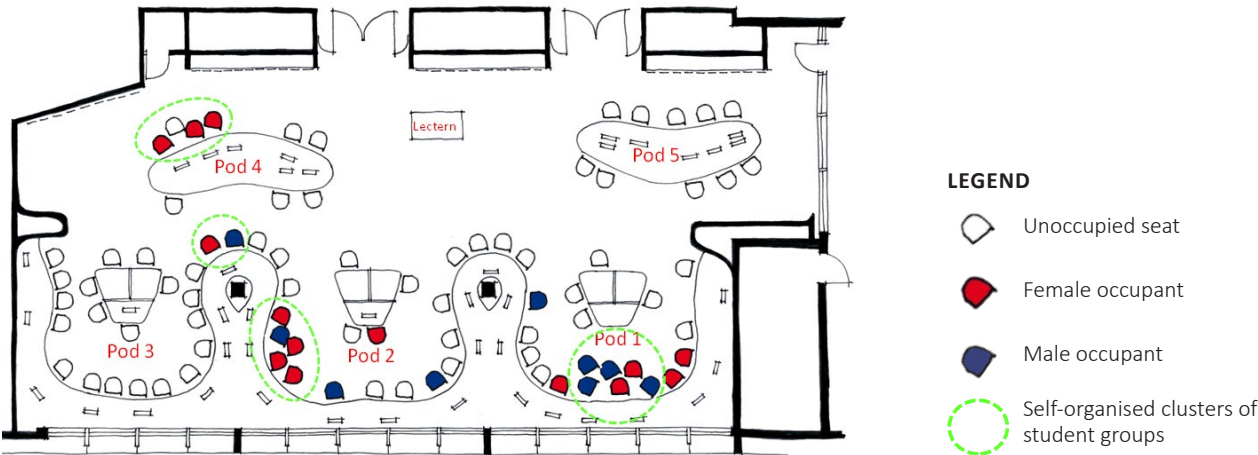 Lectern
Pod 4
Pod 5
Pod 3
Pod 2
Pod 1
LEGEND
Unoccupied seat
Female occupant
Male occupant
Self-organised clusters of
student groups